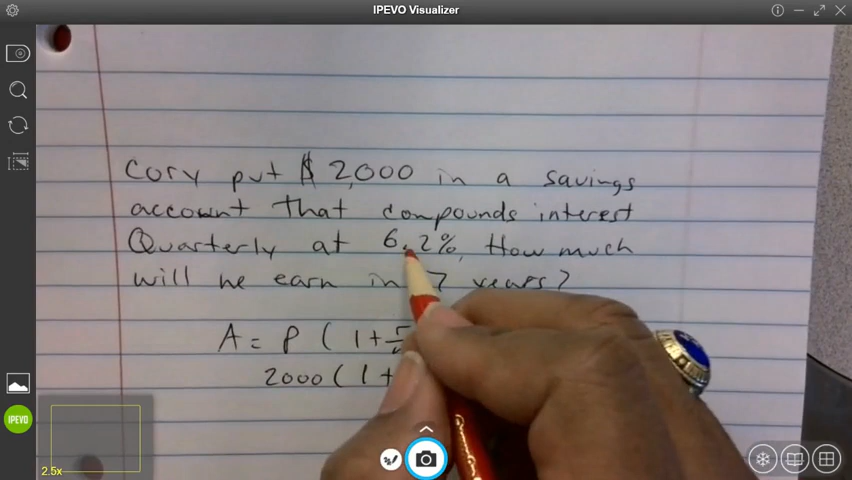 IPEVO Visualizer
Cory put $ 2,000 in a savings
account that compounds interest
Quarterly at 6.2%, How much
will he earn in 7 years?
A = P ( 1 +
2000 ( 1 +
IPEVO
2.5x